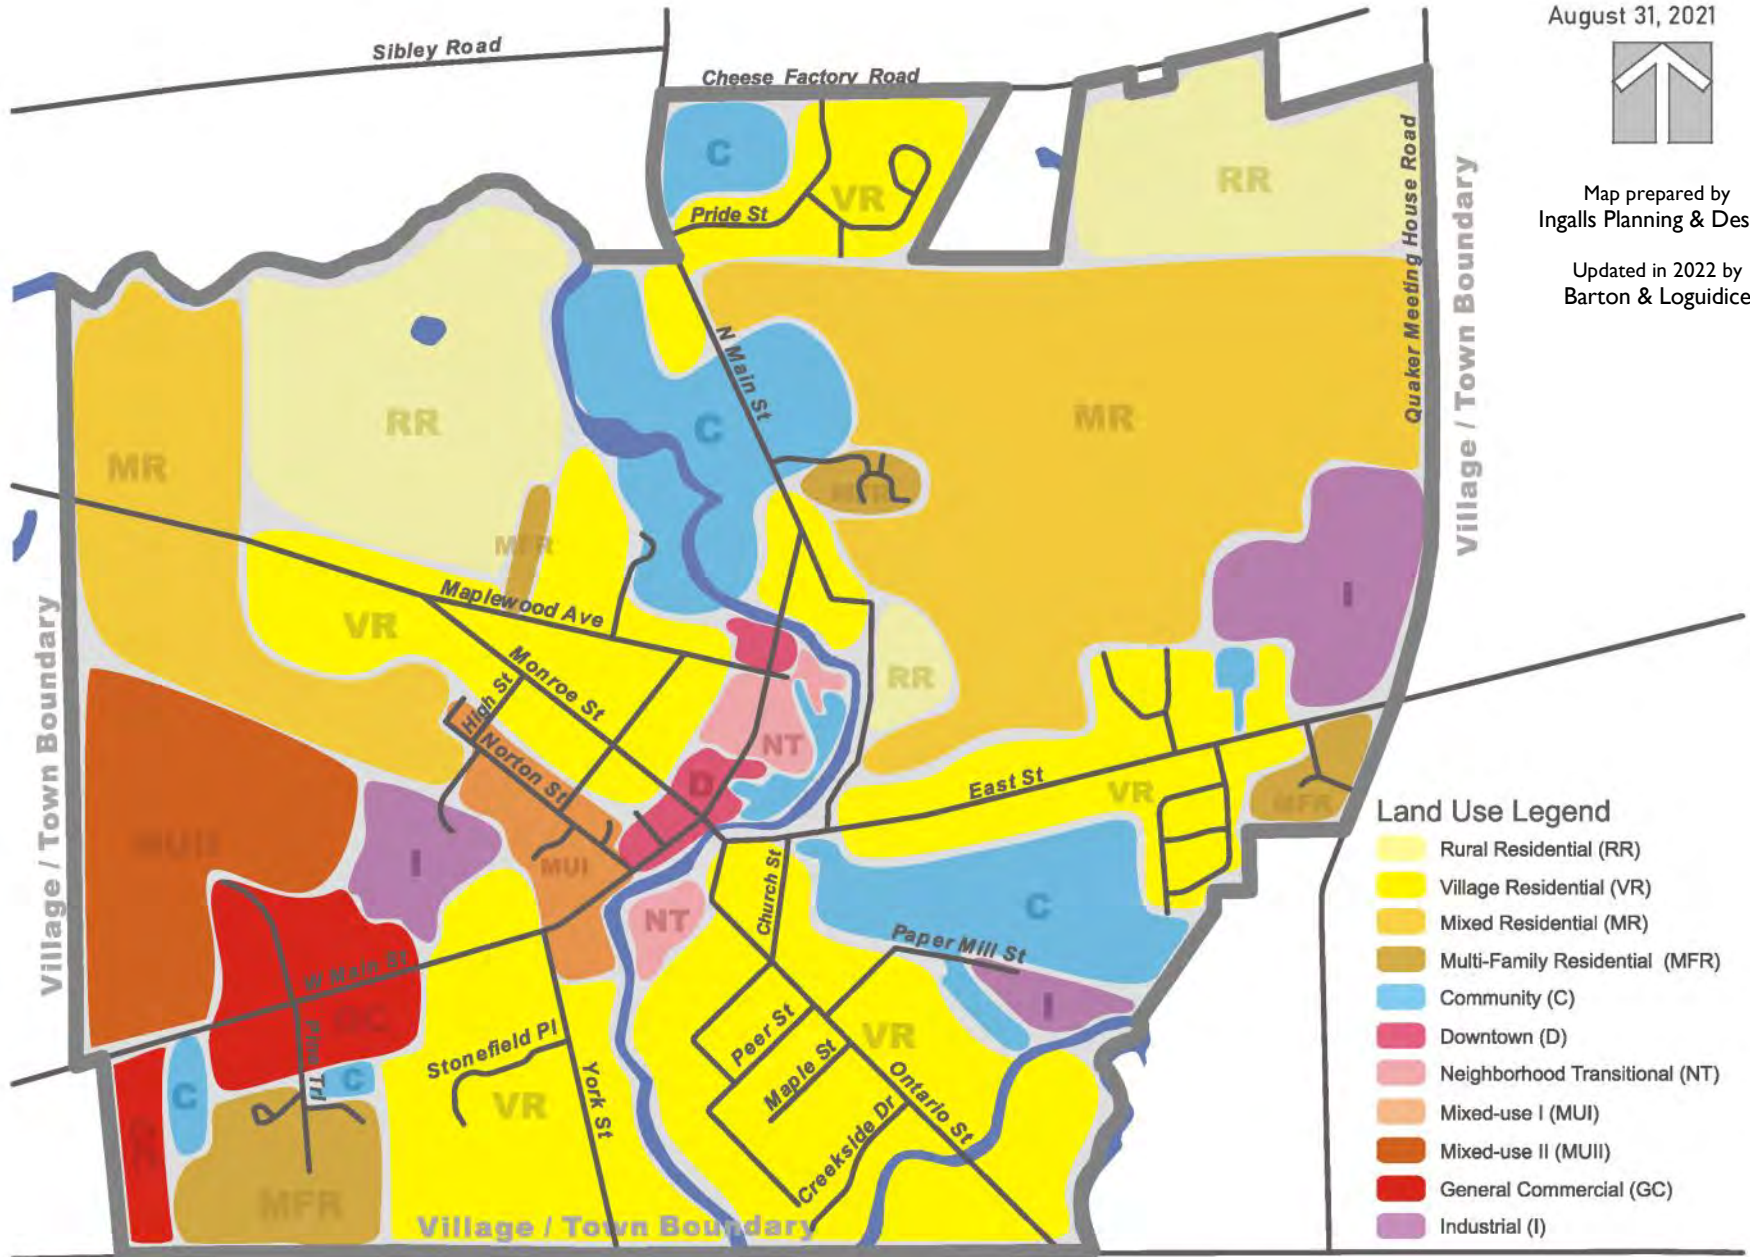 August 31, 2021
Map prepared by
Ingalls Planning & Des
Updated in 2022 by
Barton & Loguidice
Sibley Road
Cheese Factory Road
C
VR
Pride St
RR
Quaker Meeting House Road
Village / Town Boundary
N Main St
RR
C
MR
MR
MFR
Maplewood Ave
VR
I
Monroe St
High St
RR
NT
Norton St
D
East St
VR
MFR
Village / Town Boundary
MUII
I
MUI
NT
Church St
C
Paper Mill St
W Main St
GC
I
Pine Trl
Stonefield Pl
York St
VR
Peer St
Maple St
VR
Ontario St
Creekside Dr
C
C
MFR
Village / Town Boundary
Land Use Legend
Rural Residential (RR)
Village Residential (VR)
Mixed Residential (MR)
Multi-Family Residential (MFR)
Community (C)
Downtown (D)
Neighborhood Transitional (NT)
Mixed-use I (MUI)
Mixed-use II (MUII)
General Commercial (GC)
Industrial (I)